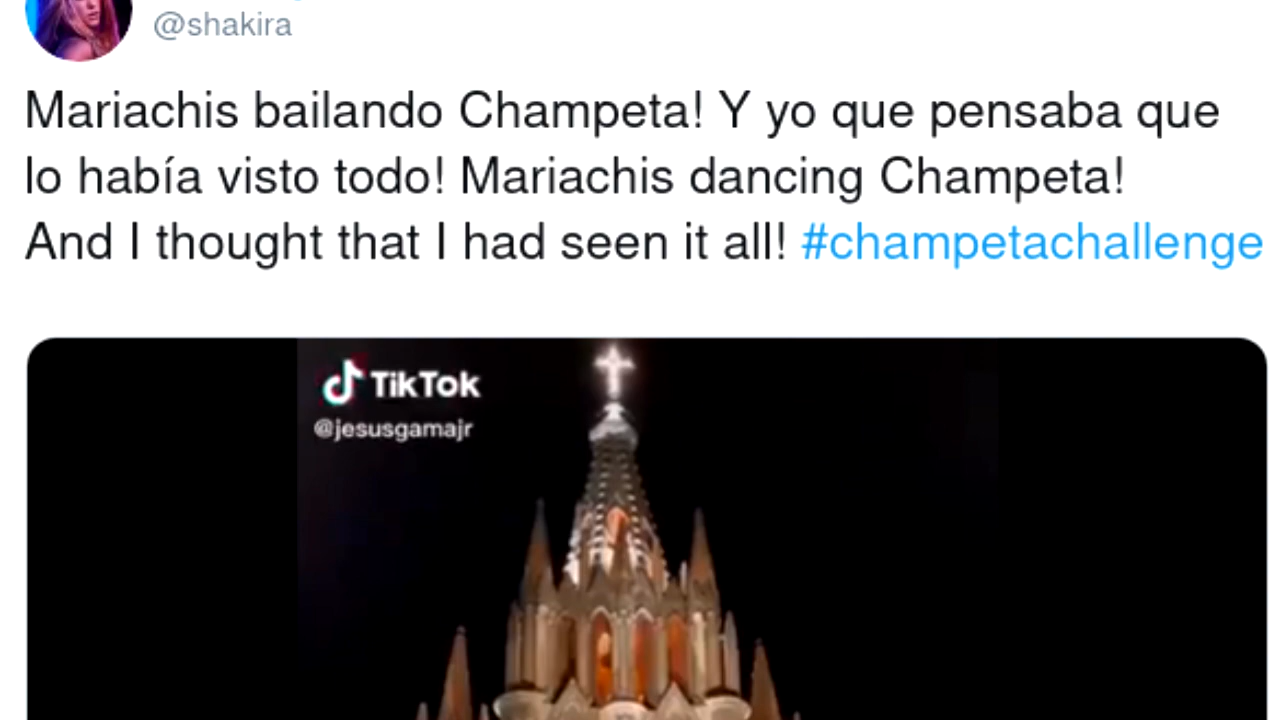 @shakira
Mariachis bailando Champeta! Y yo que pensaba que
lo había visto todo! Mariachis dancing Champeta!
And I thought that I had seen it all! #champetachallenge
TikTok
@jesusgamajr